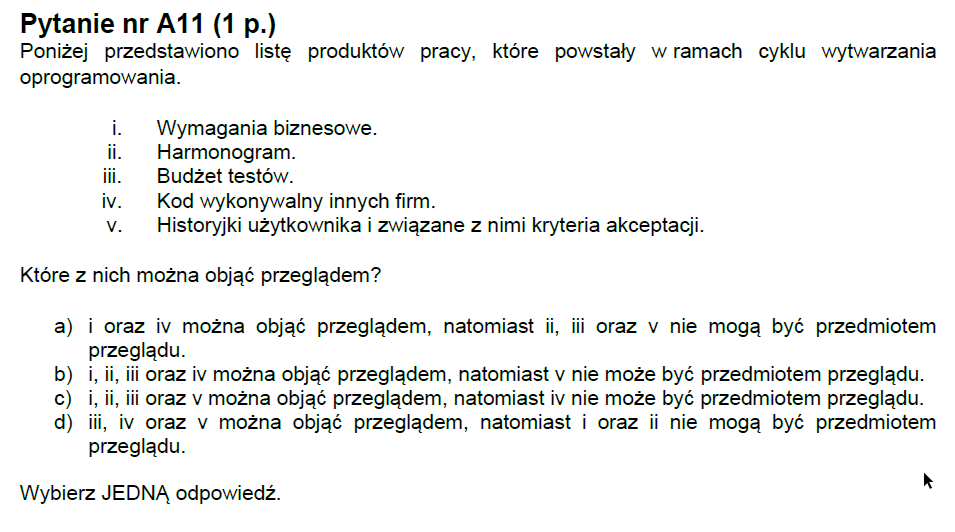 Pytanie nr A11 (1 p.)
Poniżej przedstawiono listę produktów pracy, które powstały w ramach cyklu wytwarzania
oprogramowania.
i. Wymagania biznesowe.
ii. Harmonogram.
iii. Budżet testów.
iv. Kod wykonywalny innych firm.
v. Historyjki użytkownika i związane z nimi kryteria akceptacji.
Które z nich można objąć przeglądem?
a) i oraz iv można objąć przeglądem, natomiast ii, iii oraz v nie mogą być przedmiotem
przeglądu.
b) i, ii, iii oraz iv można objąć przeglądem, natomiast v nie może być przedmiotem przeglądu.
c) i, ii, iii oraz v można objąć przeglądem, natomiast iv nie może być przedmiotem przeglądu.
d) iii, iv oraz v można objąć przeglądem, natomiast i oraz ii nie mogą być przedmiotem
przeglądu.
Wybierz JEDNĄ odpowiedź.